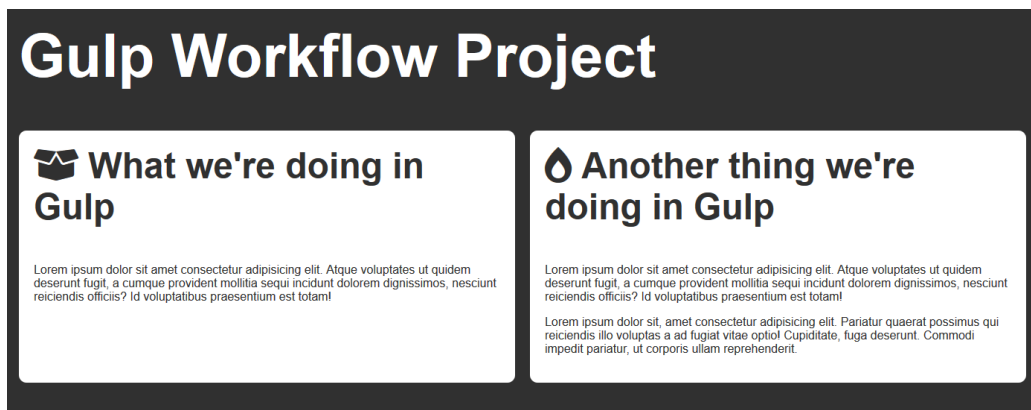 Gulp Workflow Project
What we're doing in
Gulp
Lorem ipsum dolor sit amet consectetur adipisicing elit. Atque voluptates ut quidem
deserunt fugit, a cumque provident mollitia sequi incidunt dolorem dignissimos, nesciunt
reiciendis officiis? Id voluptatibus praesentium est totam!
Another thing we're
doing in Gulp
Lorem ipsum dolor sit amet consectetur adipisicing elit. Atque voluptates ut quidem
deserunt fugit, a cumque provident mollitia sequi incidunt dolorem dignissimos, nesciunt
reiciendis officiis? Id voluptatibus praesentium est totam!
Lorem ipsum dolor sit, amet consectetur adipisicing elit. Pariatur quaerat possimus qui
reiciendis illo voluptas a ad fugiat vitae optio! Cupiditate, fuga deserunt. Commodi
impedit pariatur, ut corporis ullam reprehenderit.